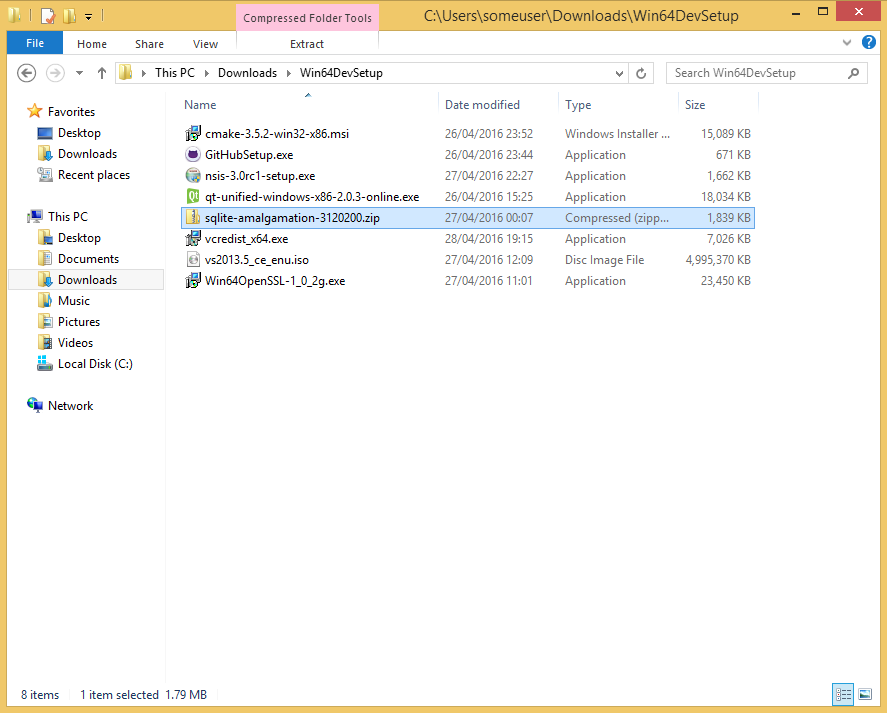 Compressed Folder Tools C:\Users\someuser\Downloads\Win64DevSetup
File Home Share View Extract
This PC Downloads Win64DevSetup Search Win64DevSetup
Name Date modified Type Size
Favorites
Desktop
Downloads
Recent places
This PC
Desktop
Documents
Downloads
Music
Pictures
Videos
Local Disk (C:)
Network
cmake-3.5.2-win32-x86.msi 26/04/2016 23:52 Windows Installer ... 15,089 KB
GitHubSetup.exe 26/04/2016 23:44 Application 671 KB
nsis-3.0rc1-setup.exe 27/04/2016 22:27 Application 1,662 KB
qt-unified-windows-x86-2.0.3-online.exe 26/04/2016 15:25 Application 18,034 KB
sqlite-amalgamation-3120200.zip 27/04/2016 00:07 Compressed (zipp... 1,839 KB
vcredist_x64.exe 28/04/2016 19:15 Application 7,026 KB
vs2013.5_ce_enu.iso 27/04/2016 12:09 Disc Image File 4,995,370 KB
Win64OpenSSL-1_0_2g.exe 27/04/2016 11:01 Application 23,450 KB
8 items 1 item selected 1.79 MB